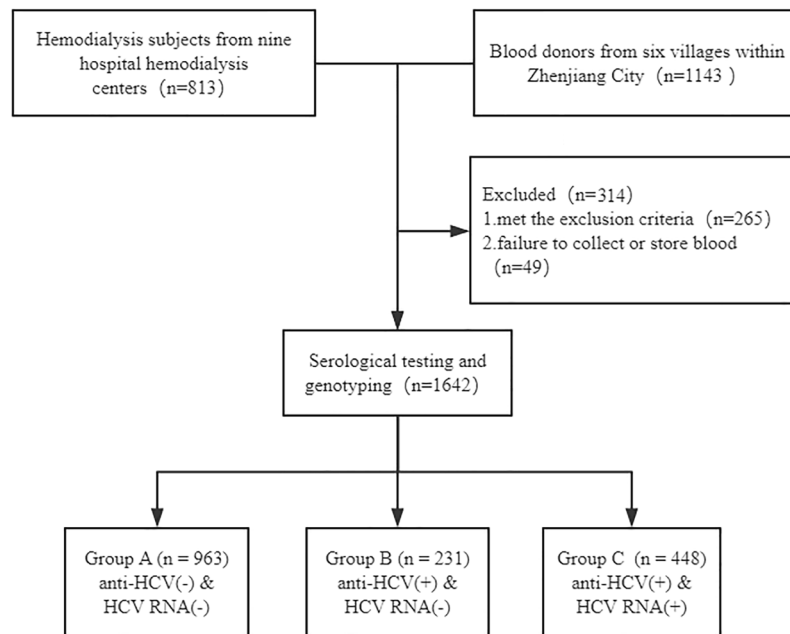 Hemodialysis subjects from nine
hospital hemodialysis
centers (n=813)
Blood donors from six villages within
Zhenjiang City (n=1143 )
Excluded (n=314)
1.met the exclusion criteria (n=265)
2.failure to collect or store blood
(n=49)
Serological testing and
genotyping (n=1642)
Group A (n = 963)
anti-HCV(-) &
HCV RNA(-)
Group B (n = 231)
anti-HCV(+) &
HCV RNA(-)
Group C (n = 448)
anti-HCV(+) &
HCV RNA(+)